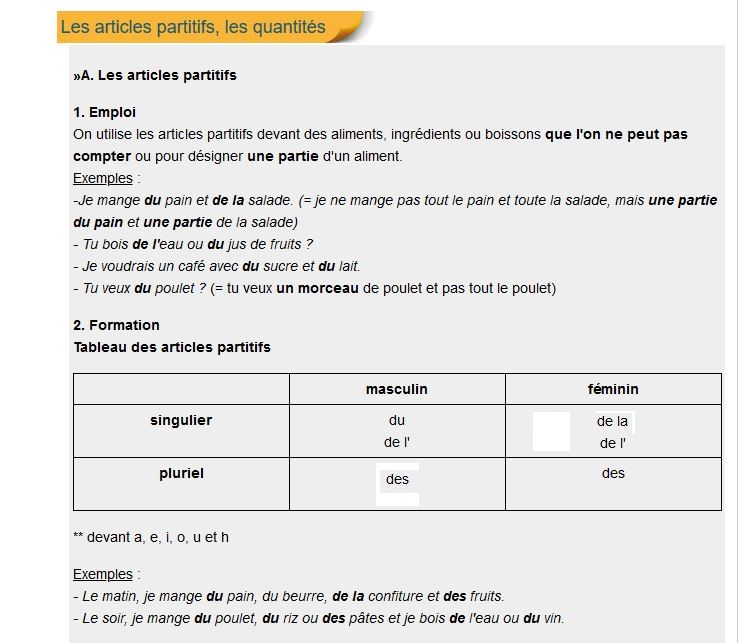 Les articles partitifs, les quantités
»A. Les articles partitifs
1. Emploi
On utilise les articles partitifs devant des aliments, ingrédients ou boissons que l'on ne peut pas
compter ou pour désigner une partie d'un aliment.
Exemples :
-Je mange du pain et de la salade. (= je ne mange pas tout le pain et toute la salade, mais une partie
du pain et une partie de la salade)
- Tu bois de l'eau ou du jus de fruits ?
- Je voudrais un café avec du sucre et du lait.
- Tu veux du poulet ? (= tu veux un morceau de poulet et pas tout le poulet)
2. Formation
Tableau des articles partitifs
masculin féminin
singulier du de la
de l' de l'
pluriel des des
** devant a, e, i, o, u et h
Exemples :
- Le matin, je mange du pain, du beurre, de la confiture et des fruits.
- Le soir, je mange du poulet, du riz ou des pâtes et je bois de l'eau ou du vin.